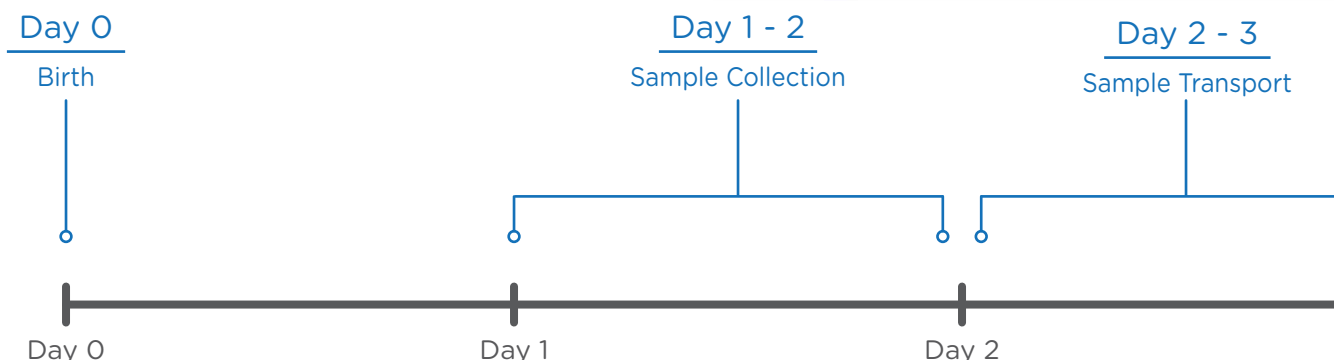 Day 0
Birth
Day 1 - 2
Sample Collection
Day 2 - 3
Sample Transport
Day 0
Day 1
Day 2